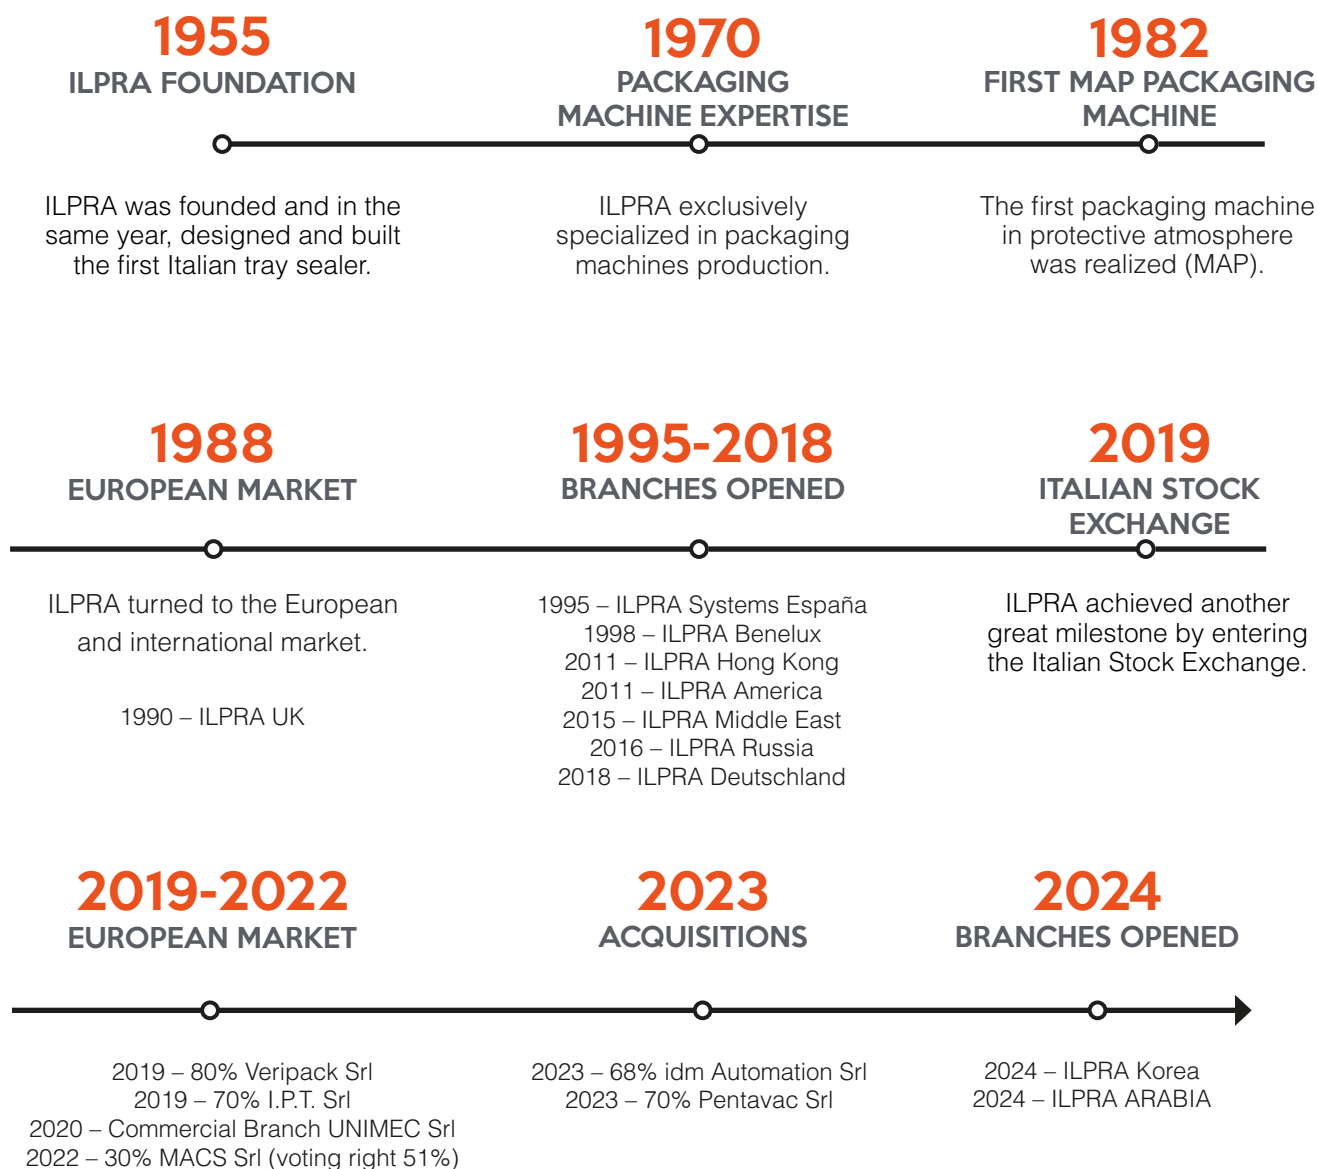 1955
ILPRA FOUNDATION
ILPRA was founded and in the
same year, designed and built
the first Italian tray sealer.
1970
PACKAGING
MACHINE EXPERTISE
ILPRA exclusively
specialized in packaging
machines production.
1982
FIRST MAP PACKAGING
MACHINE
The first packaging machine
in protective atmosphere
was realized (MAP).
1988
EUROPEAN MARKET
ILPRA turned to the European
and international market.
1990 – ILPRA UK
1995-2018
BRANCHES OPENED
1995 – ILPRA Systems España
1998 – ILPRA Benelux
2011 – ILPRA Hong Kong
2011 – ILPRA America
2015 – ILPRA Middle East
2016 – ILPRA Russia
2018 – ILPRA Deutschland
2019
ITALIAN STOCK
EXCHANGE
ILPRA achieved another
great milestone by entering
the Italian Stock Exchange.
2019-2022
EUROPEAN MARKET
2019 – 80% Veripack Srl
2019 – 70% I.P.T. Srl
2020 – Commercial Branch UNIMEC Srl
2022 – 30% MACS Srl (voting right 51%)
2023
ACQUISITIONS
2023 – 68% idm Automation Srl
2023 – 70% Pentavac Srl
2024
BRANCHES OPENED
2024 – ILPRA Korea
2024 – ILPRA ARABIA